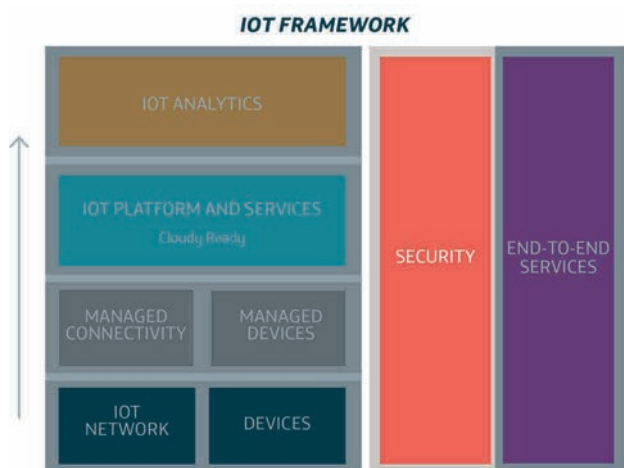 IOT FRAMEWORK
IOT ANALYTICS
IOT PLATFORM AND SERVICES
Cloudy Ready
MANAGED
CONNECTIVITY
MANAGED
DEVICES
IOT
NETWORK
DEVICES
SECURITY
END-TO-END
SERVICES